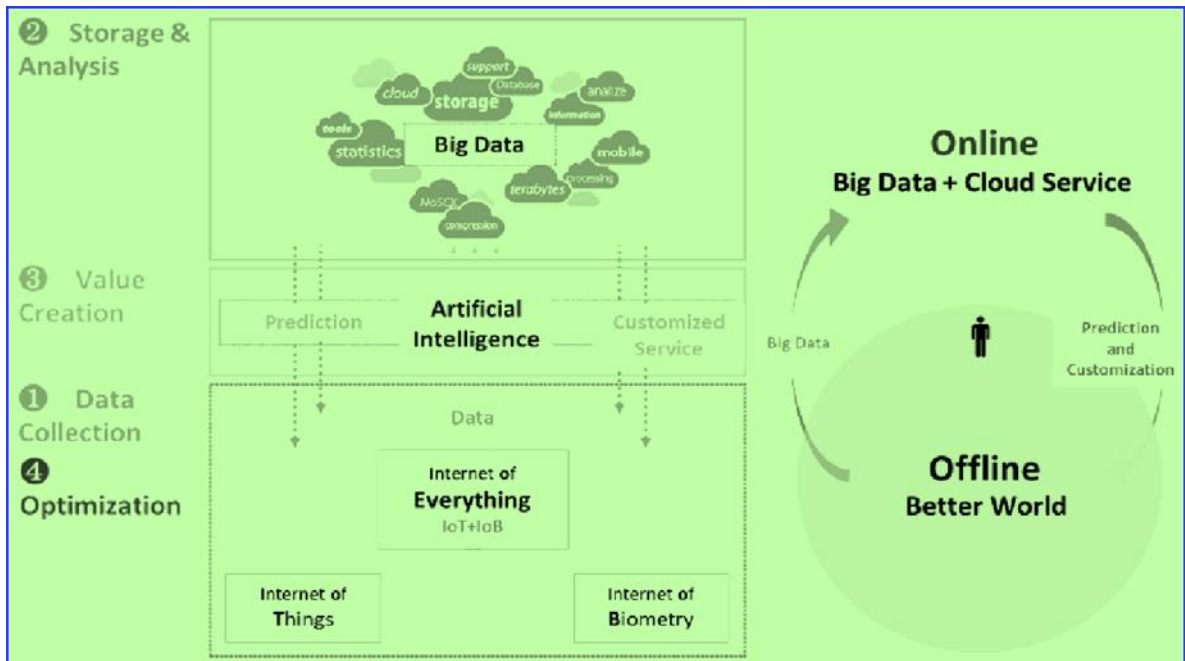 ❷ Storage &
Analysis
support
Database
cloud
storage
analize
information
tools
statistics
Big Data
mobile
processing
terabytes
NoSQL
compression
❸ Value
Creation
Prediction
Artificial
Intelligence
Customized
Service
❶ Data
Collection
Data
❹
Optimization
Internet of
Everything
IoT+IoB
Internet of
Things
Internet of
Biometry
Online
Big Data + Cloud Service
Big Data
Prediction
and
Customization
Offline
Better World